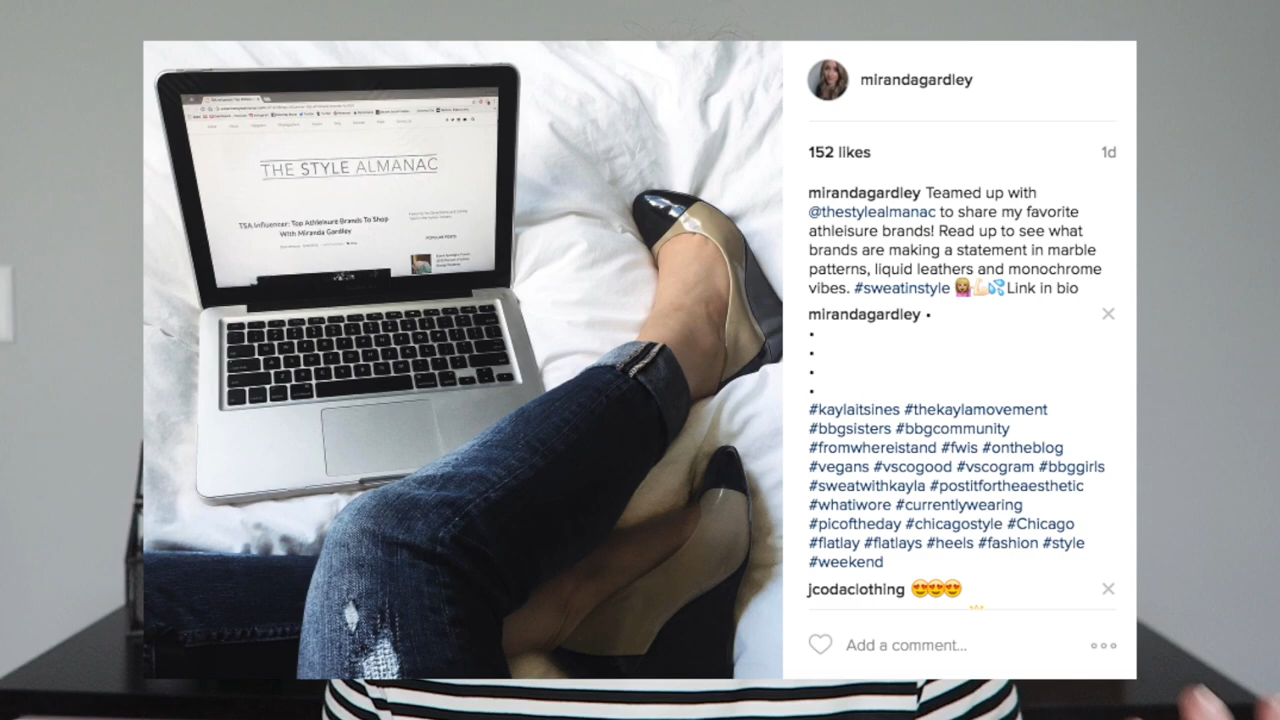 THE STYLE ALMANAC
TSA Influencer: Top Athleisure Brands To Shop
With Miranda Gardley
POPULAR POSTS
mirandagardley
152 likes
1d
mirandagardley Teamed up with
@thestylealmanac to share my favorite
athleisure brands! Read up to see what
brands are making a statement in marble
patterns, liquid leathers and monochrome
vibes. #sweatinstyle 💁🏼💪🏻💦Link in bio
mirandagardley •
•
•
•
•
#kaylaitsines #thekaylamovement
#bbgsisters #bbgcommunity
#fromwhereistand #fwis #ontheblog
#vegans #vscogood #vscogram #bbggirls
#sweatwithkayla #postitfortheaesthetic
#whatiwore #currentlywearing
#picoftheday #chicagostyle #Chicago
#flatlay #flatlays #heels #fashion #style
#weekend
jcodaclothing 😍😍😍
Add a comment...